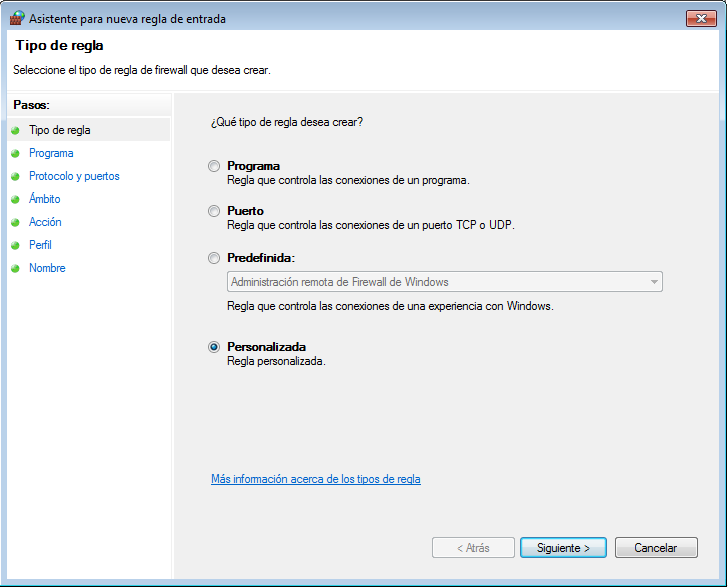 Asistente para nueva regla de entrada
Tipo de regla
Seleccione el tipo de regla de firewall que desea crear.
Pasos:
Tipo de regla
Programa
Protocolo y puertos
Ámbito
Acción
Perfil
Nombre
¿Qué tipo de regla desea crear?
Programa
Regla que controla las conexiones de un programa.
Puerto
Regla que controla las conexiones de un puerto TCP o UDP.
Predefinida:
Administración remota de Firewall de Windows
Regla que controla las conexiones de una experiencia con Windows.
Personalizada
Regla personalizada.
Más información acerca de los tipos de regla
< Atrás
Siguiente >
Cancelar